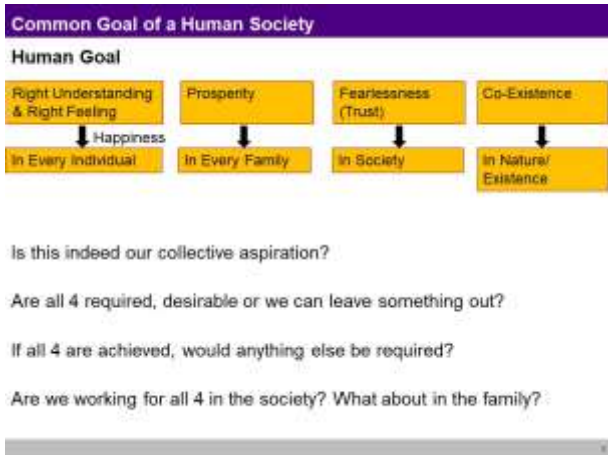 Common Goal of a Human Society
Human Goal
Right Understanding
& Right Feeling
Prosperity
Fearlessness
(Trust)
Co-Existence
Happiness
In Every Individual
In Every Family
In Society
In Nature/
Existence
Is this indeed our collective aspiration?
Are all 4 required, desirable or we can leave something out?
If all 4 are achieved, would anything else be required?
Are we working for all 4 in the society? What about in the family?